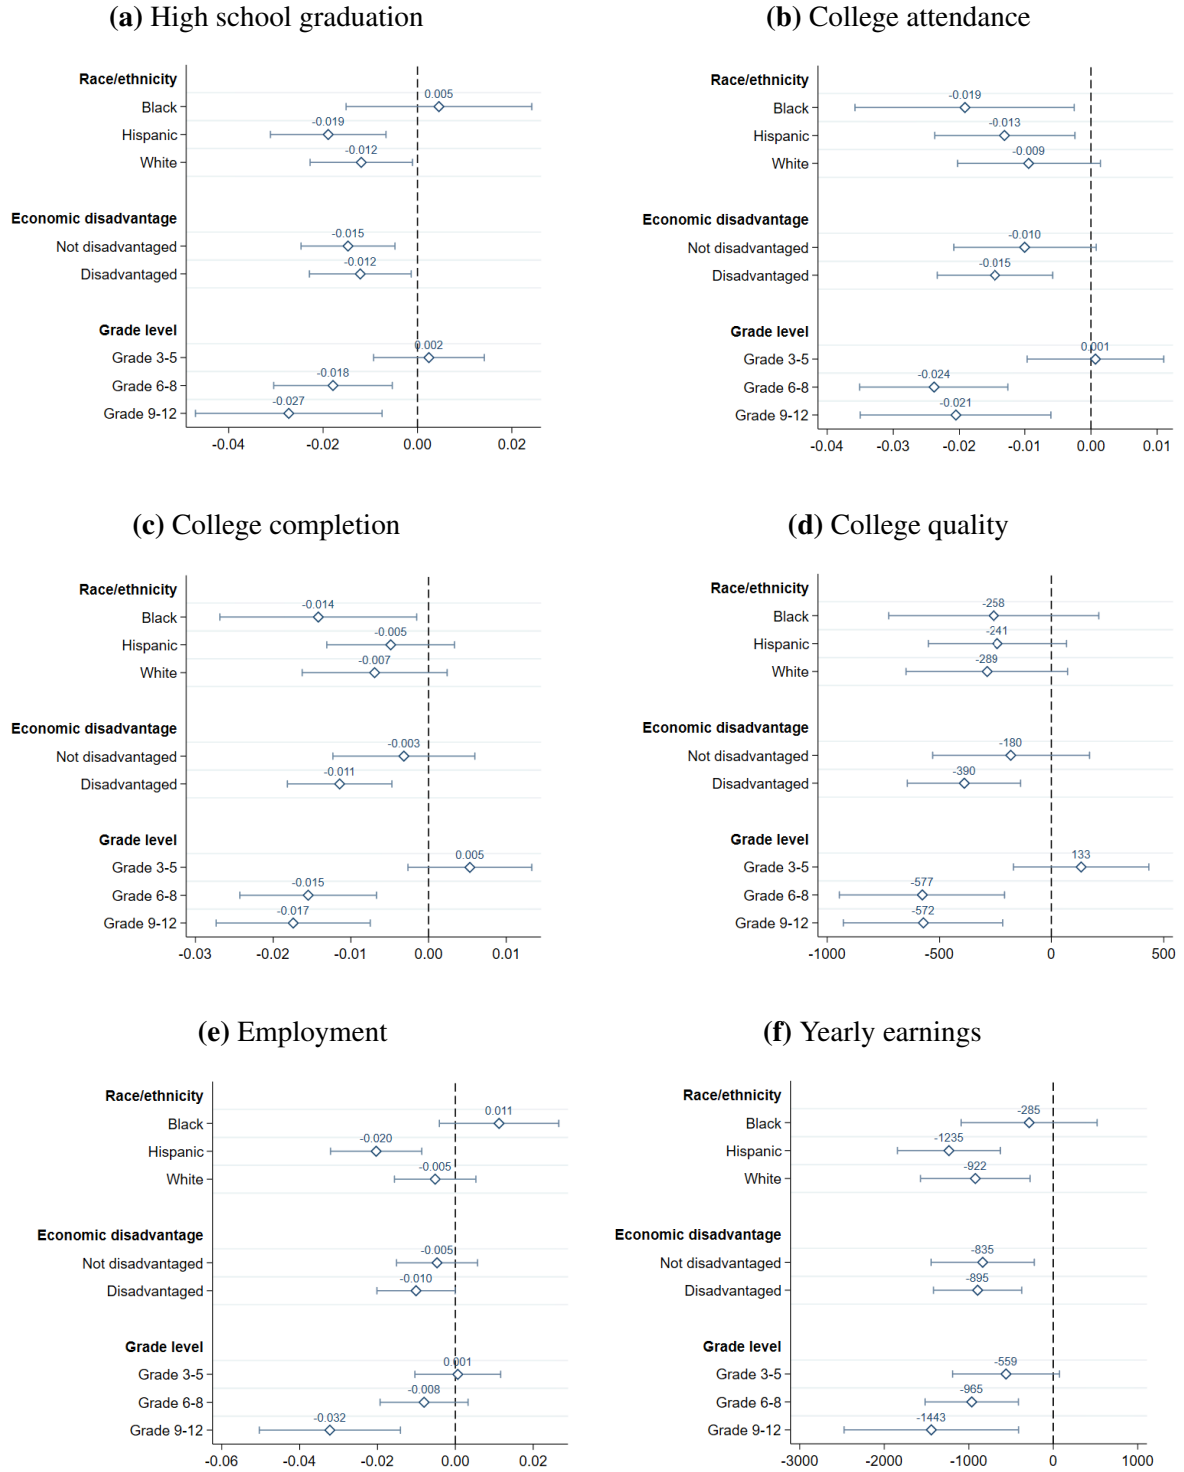 (a) High school graduation
Race/ethnicity
0.005
Black
-0.019
Hispanic
-0.012
White
Economic disadvantage
-0.015
Not disadvantaged
-0.012
Disadvantaged
Grade level
0.002
Grade 3-5
-0.018
Grade 6-8
-0.027
Grade 9-12
-0.04 -0.02 0.00 0.02
(b) College attendance
Race/ethnicity
-0.019
Black
-0.013
Hispanic
-0.009
White
Economic disadvantage
-0.010
Not disadvantaged
-0.015
Disadvantaged
Grade level
0.001
Grade 3-5
-0.024
Grade 6-8
-0.021
Grade 9-12
-0.04 -0.03 -0.02 -0.01 0.00 0.01
(c) College completion
Race/ethnicity
-0.014
Black
-0.005
Hispanic
-0.007
White
Economic disadvantage
-0.003
Not disadvantaged
-0.011
Disadvantaged
Grade level
0.005
Grade 3-5
-0.015
Grade 6-8
-0.017
Grade 9-12
-0.03 -0.02 -0.01 0.00 0.01
(d) College quality
Race/ethnicity
-258
Black
-241
Hispanic
-289
White
Economic disadvantage
-180
Not disadvantaged
-390
Disadvantaged
Grade level
133
Grade 3-5
-577
Grade 6-8
-572
Grade 9-12
-1000 -500 0 500
(e) Employment
Race/ethnicity
0.011
Black
-0.020
Hispanic
-0.005
White
Economic disadvantage
-0.005
Not disadvantaged
-0.010
Disadvantaged
Grade level
0.001
Grade 3-5
-0.008
Grade 6-8
-0.032
Grade 9-12
-0.06 -0.04 -0.02 0.00 0.02
(f) Yearly earnings
Race/ethnicity
-285
Black
-1235
Hispanic
-922
White
Economic disadvantage
-835
Not disadvantaged
-895
Disadvantaged
Grade level
-559
Grade 3-5
-965
Grade 6-8
-1443
Grade 9-12
-3000 -2000 -1000 0 1000